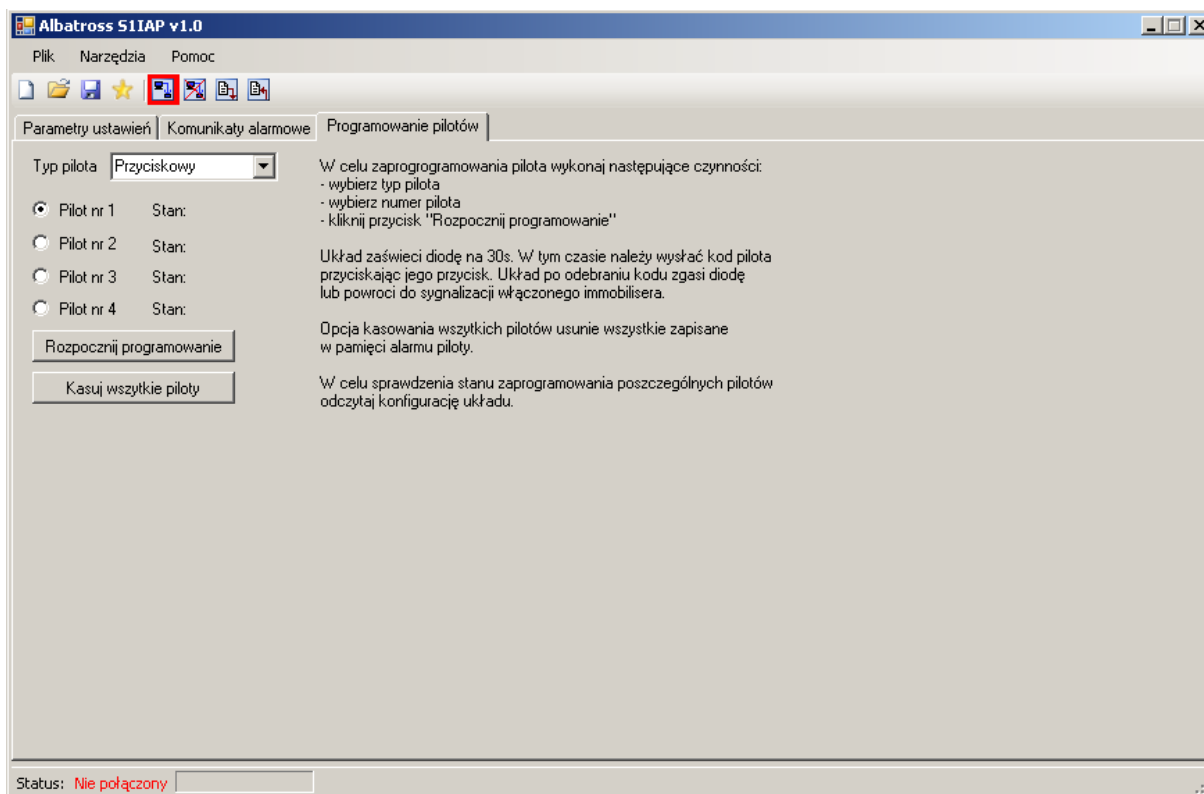 Albatross S1IAP v1.0
Plik Narzędzia Pomoc
Parametry ustawień Komunikaty alarmowe Programowanie pilotów
Typ pilota Przyciskowy
Pilot nr 1 Stan:
Pilot nr 2 Stan:
Pilot nr 3 Stan:
Pilot nr 4 Stan:
Rozpocznij programowanie
Kasuj wszytkie piloty
W celu zaprogrogramowania pilota wykonaj następujące czynności:
- wybierz typ pilota
- wybierz numer pilota
- kliknij przycisk "Rozpocznij programowanie"
Układ zaświeci diodę na 30s. W tym czasie należy wysłać kod pilota
przyciskając jego przycisk. Układ po odebraniu kodu zgasi diodę
lub powroci do sygnalizacji włączonego immobilisera.
Opcja kasowania wszytkich pilotów usunie wszystkie zapisane
w pamięci alarmu piloty.
W celu sprawdzenia stanu zaprogramowania poszczególnych pilotów
odczytaj konfigurację układu.
Status: Nie połączony